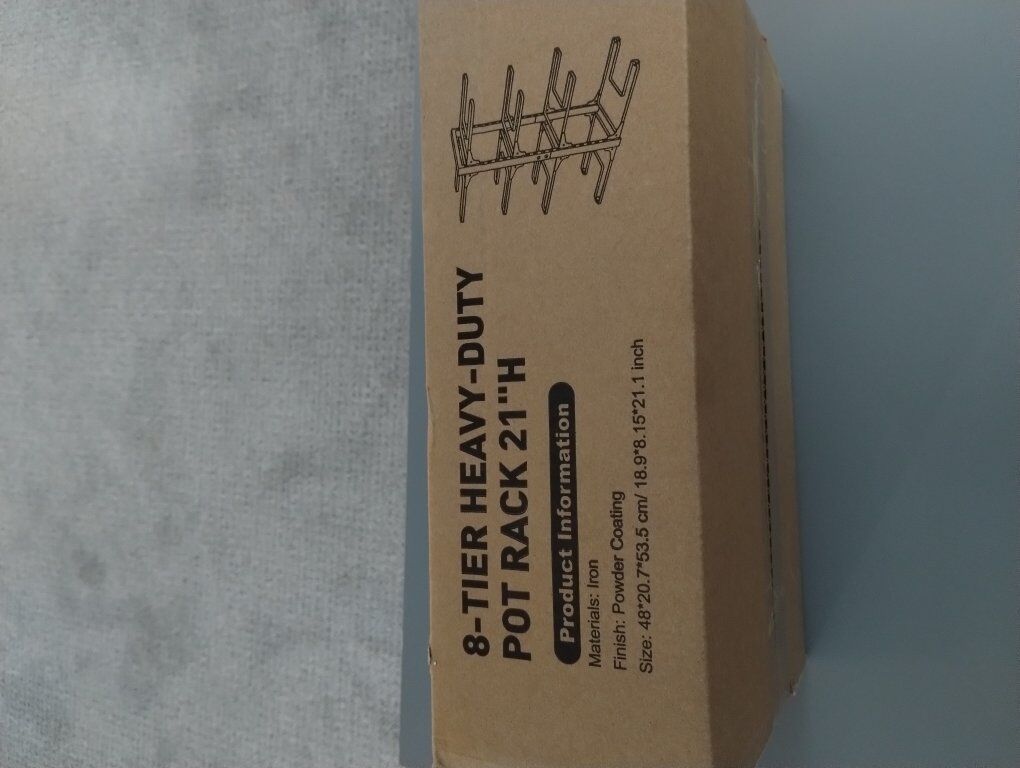 8-TIER HEAVY-DUTY
POT RACK 21"H
Product Information
Materials: Iron
Finish: Powder Coating
Size: 48*20.7*53.5 cm/ 18.9*8.15*21.1 inch